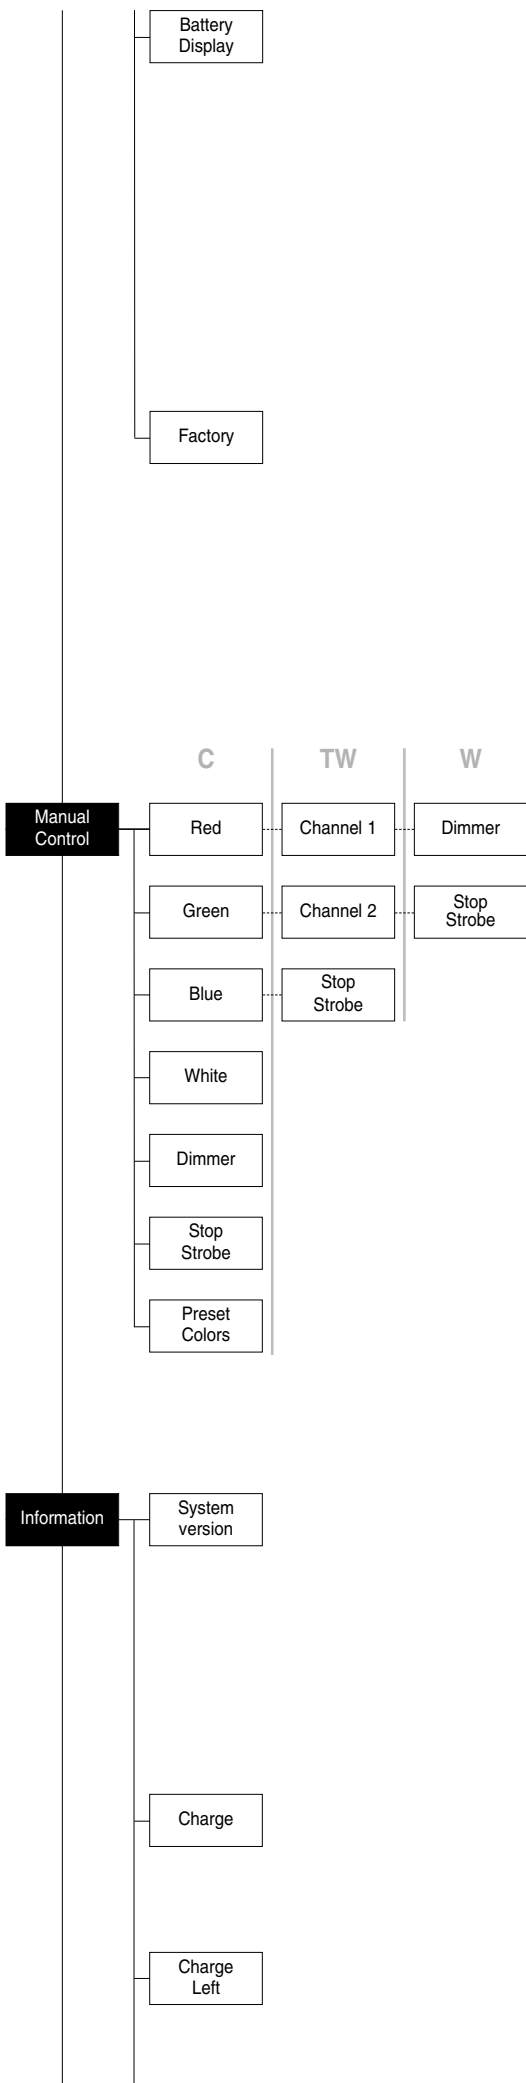 Battery
Display
Factory
C
TW
W
Manual
Control
Red
Channel 1
Dimmer
Green
Channel 2
Stop
Strobe
Blue
Stop
Strobe
White
Dimmer
Stop
Strobe
Preset
Colors
Information
System
version
Charge
Charge
Left